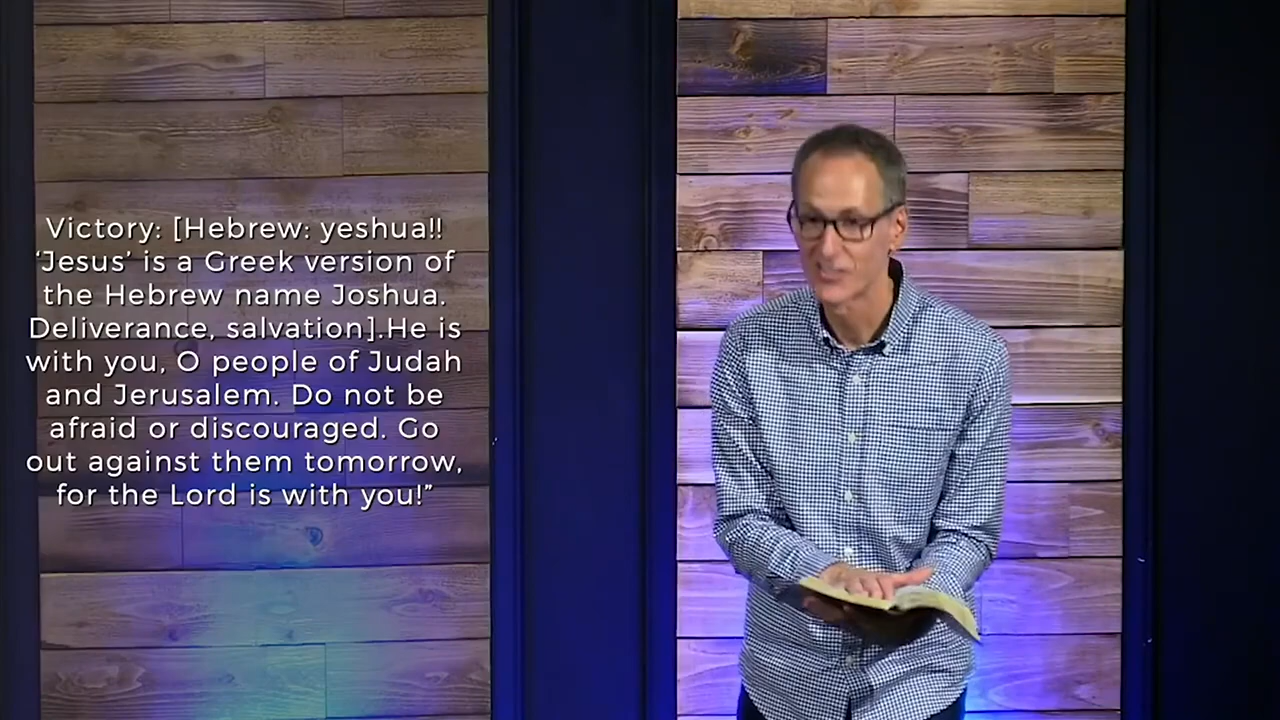 Victory: [Hebrew: yeshua!!
‘Jesus’ is a Greek version of
the Hebrew name Joshua.
Deliverance, salvation].He is
with you, O people of Judah
and Jerusalem. Do not be
afraid or discouraged. Go
out against them tomorrow,
for the Lord is with you!”